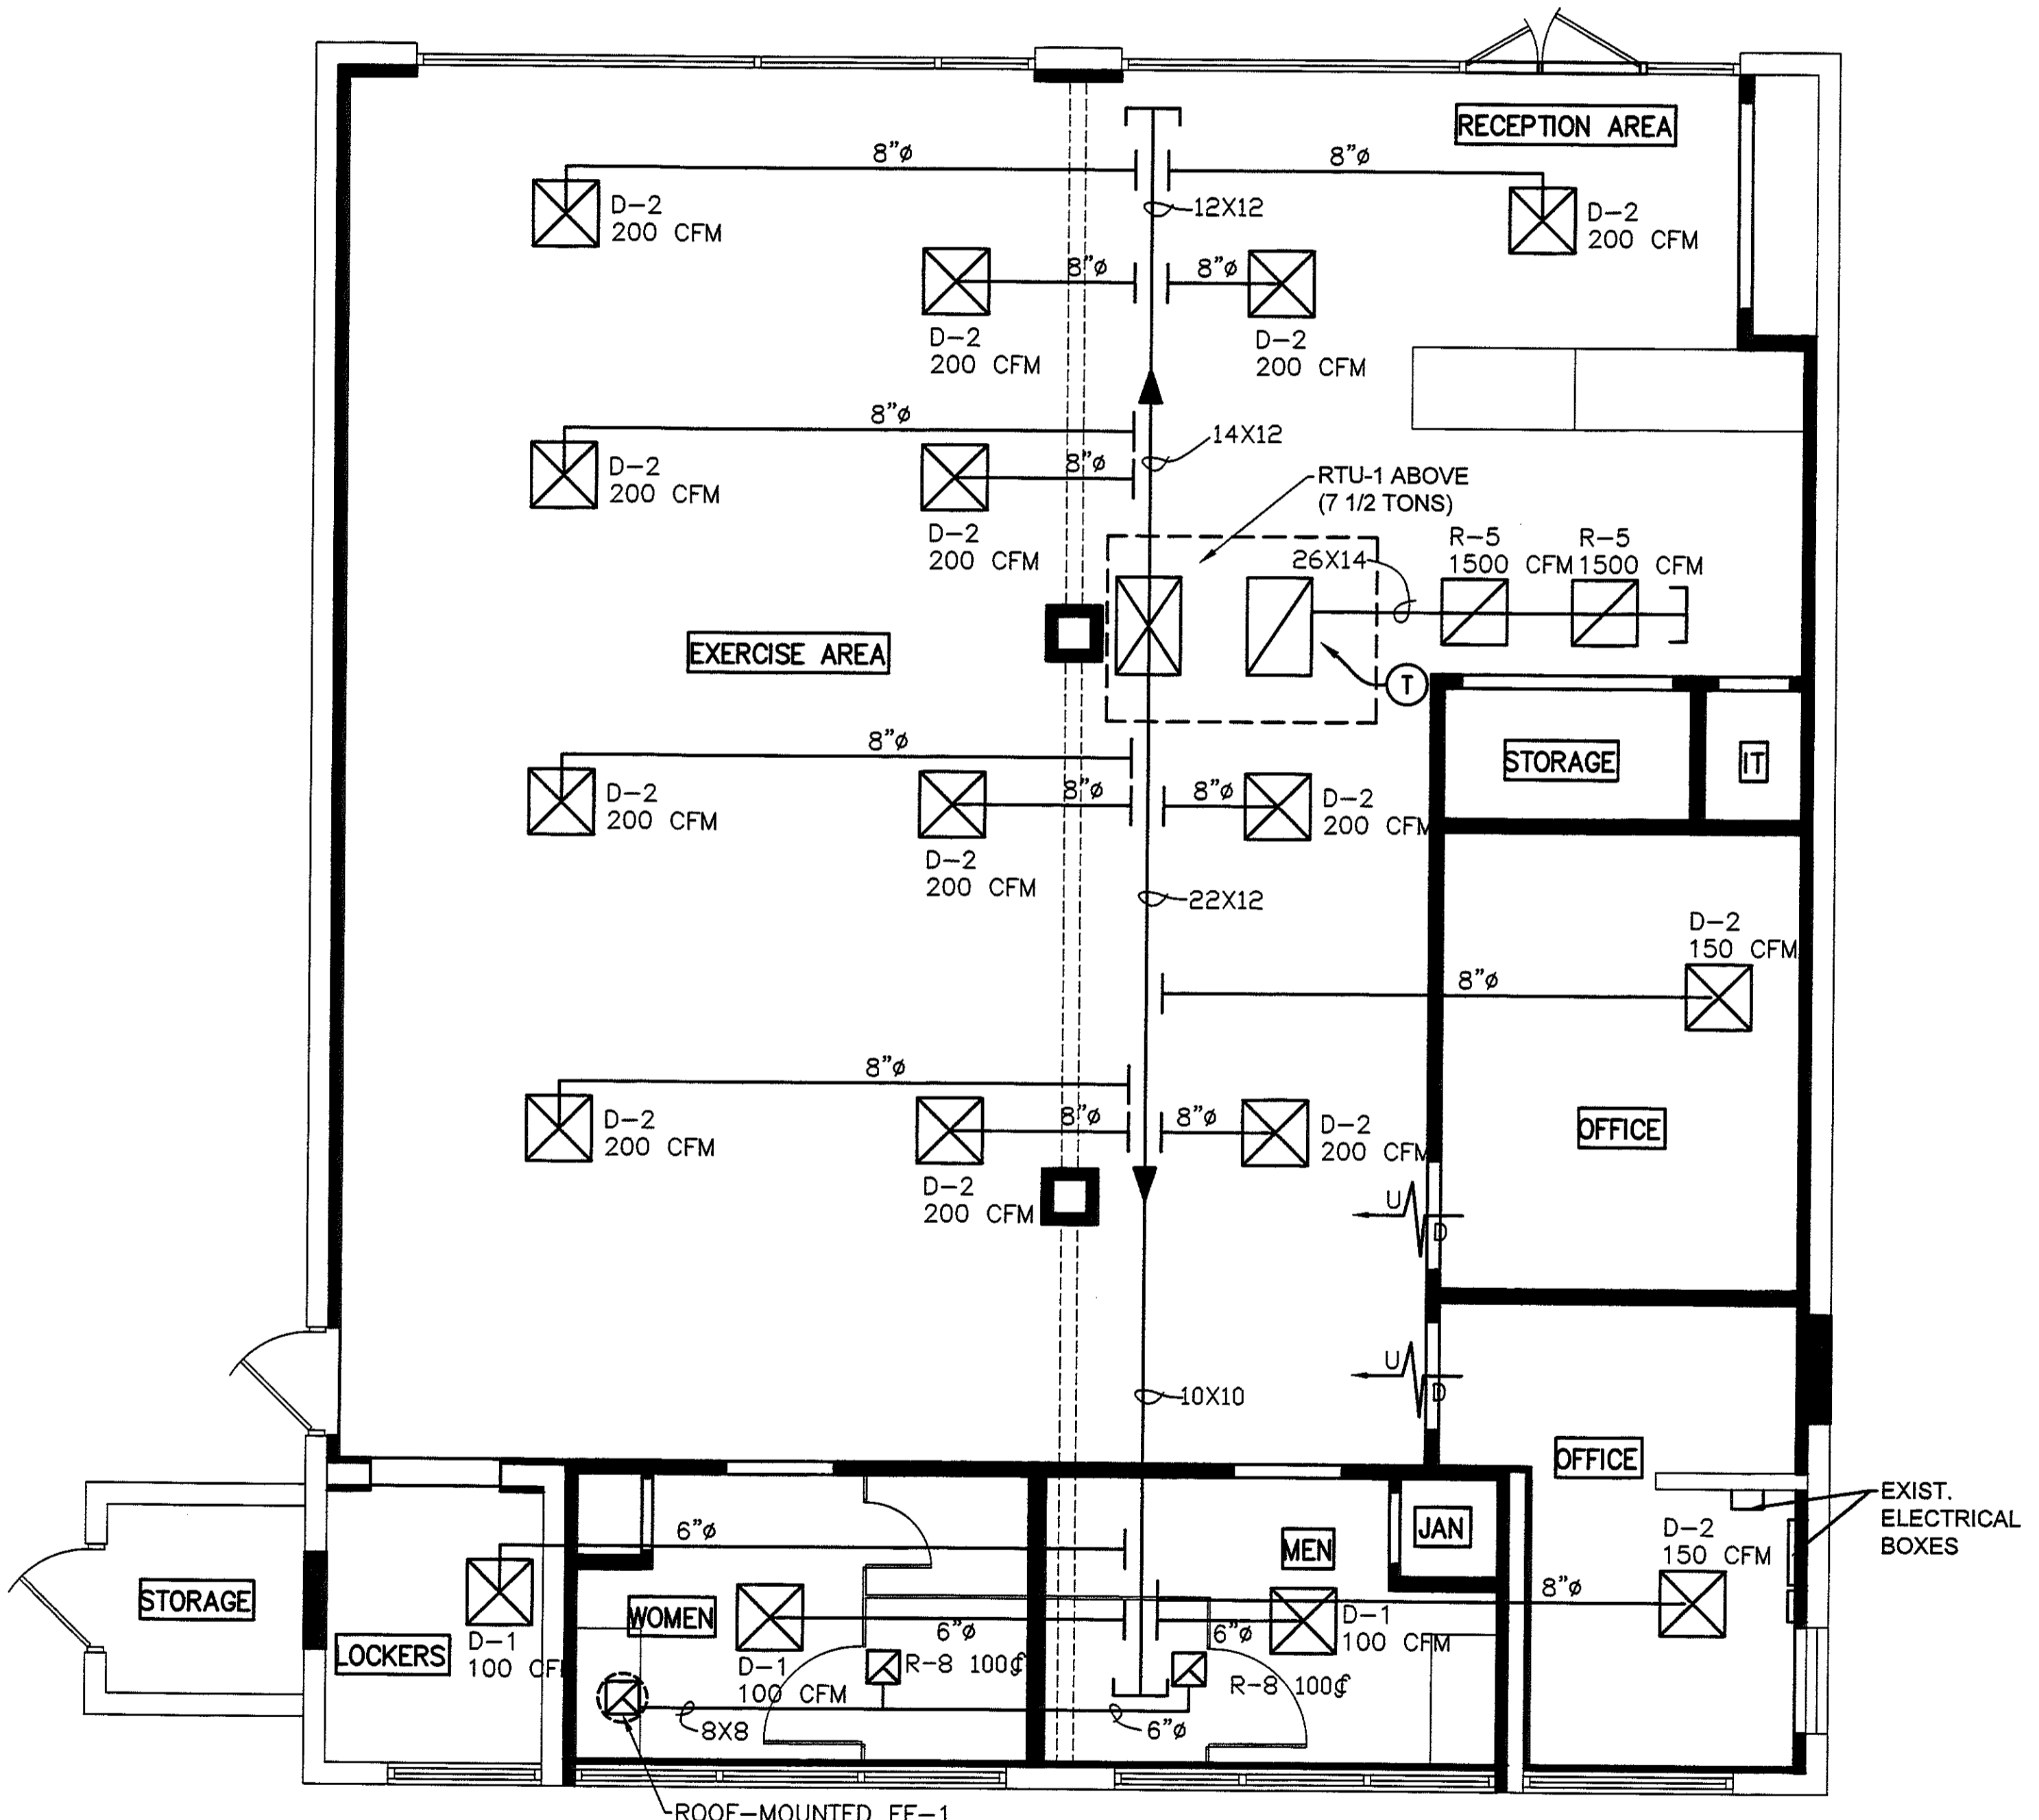 RECEPTION AREA
8"ø
8"ø
D-2
200 CFM
12X12
D-2
200 CFM
8"ø
8"ø
D-2
200 CFM
D-2
200 CFM
8"ø
14X12
D-2
200 CFM
8"ø
RTU-1 ABOVE
(7 1/2 TONS)
D-2
200 CFM
R-5
1500 CFM
R-5
1500 CFM
26X14
EXERCISE AREA
T
8"ø
STORAGE
IT
D-2
200 CFM
8"ø
8"ø
D-2
200 CFM
D-2
200 CFM
22X12
D-2
150 CFM
8"ø
8"ø
D-2
200 CFM
8"ø
8"ø
D-2
200 CFM
OFFICE
D-2
200 CFM
U
D
U
D
10X10
OFFICE
EXIST.
ELECTRICAL
BOXES
6"ø
MEN
JAN
D-2
150 CFM
8"ø
STORAGE
LOCKERS
D-1
100 CFM
WOMEN
6"ø
D-1
100 CFM
6"ø
D-1
100 CFM
R-8 100
R-8 100
8X8
6"ø
ROOF-MOUNTED EF-1